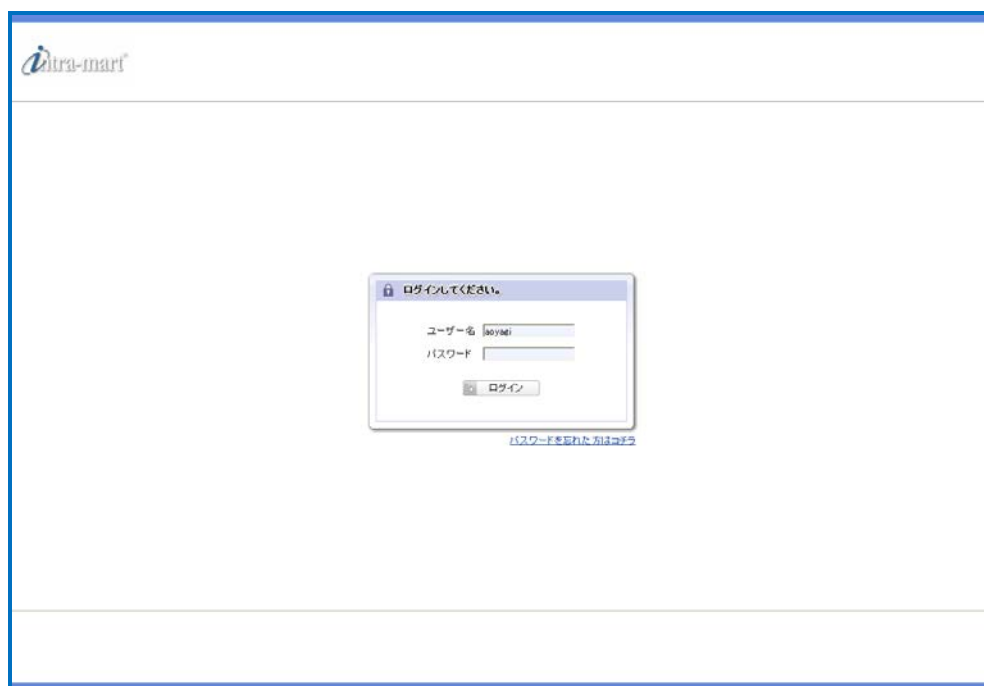 intra-mart
ログインしてください。
ユーザー名 aoyagi
パスワード
ログイン
パスワードを忘れた方はコチラ